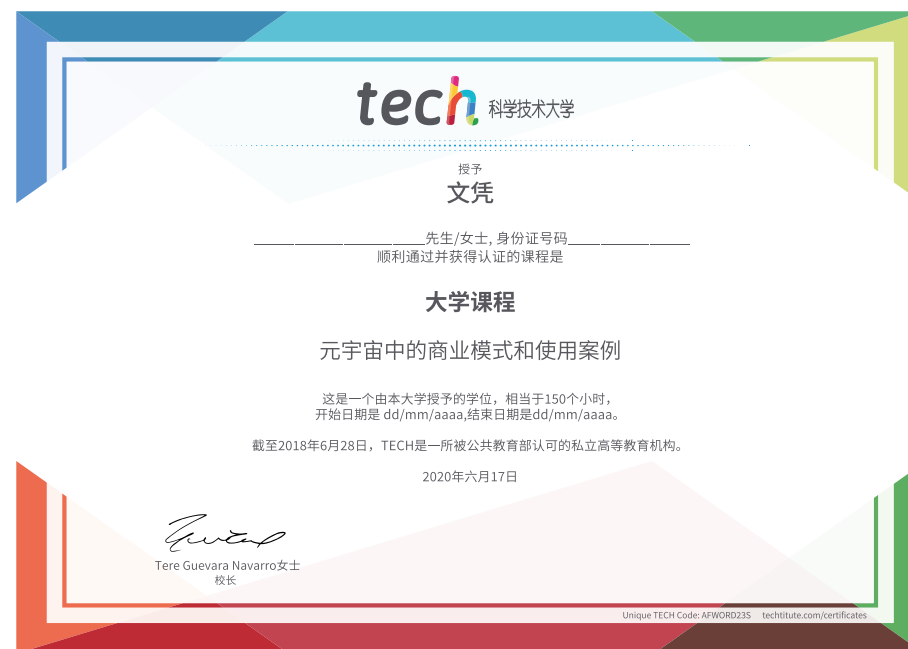 tech 科学技术大学
授予
文凭
先生/女士, 身份证号码
顺利通过并获得认证的课程是
大学课程
元宇宙中的商业模式和使用案例
这是一个由本大学授予的学位，相当于150个小时，
开始日期是 dd/mm/aaaa,结束日期是dd/mm/aaaa。
截至2018年6月28日，TECH是一所被公共教育部认可的私立高等教育机构。
2020年六月17日
Tere Guevara Navarro女士
校长
Unique TECH Code: AFWORD23S techtitute.com/certificates